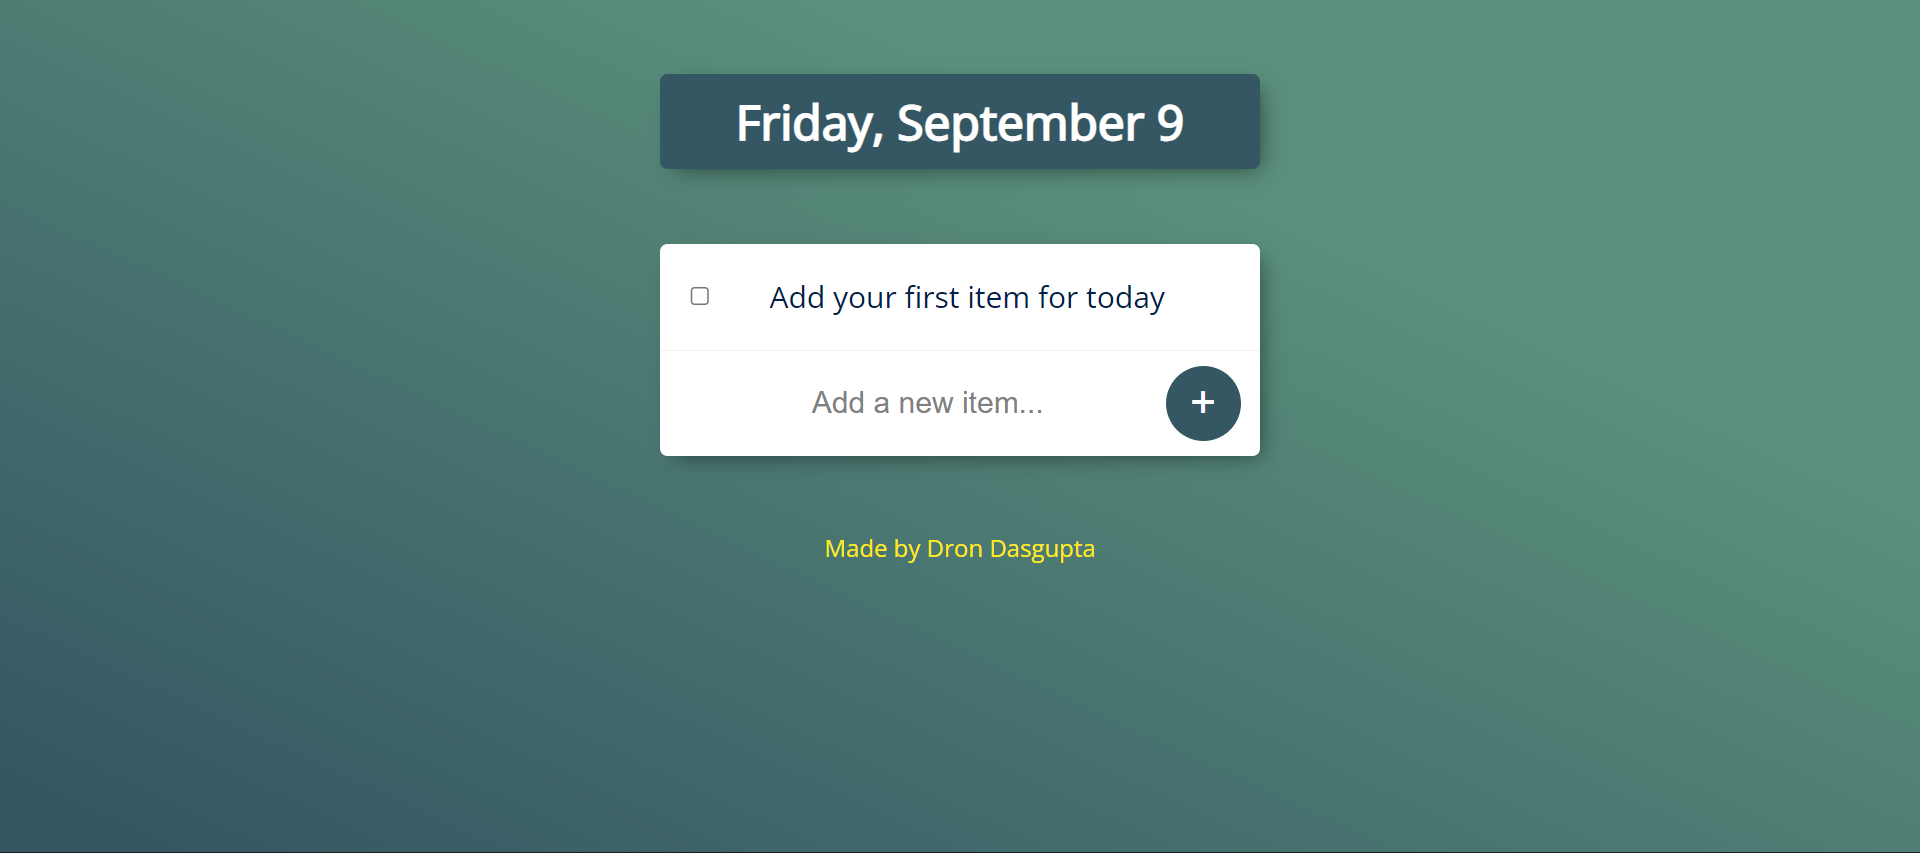 Friday, September 9
Add your first item for today
Add a new item...
+
Made by Dron Dasgupta